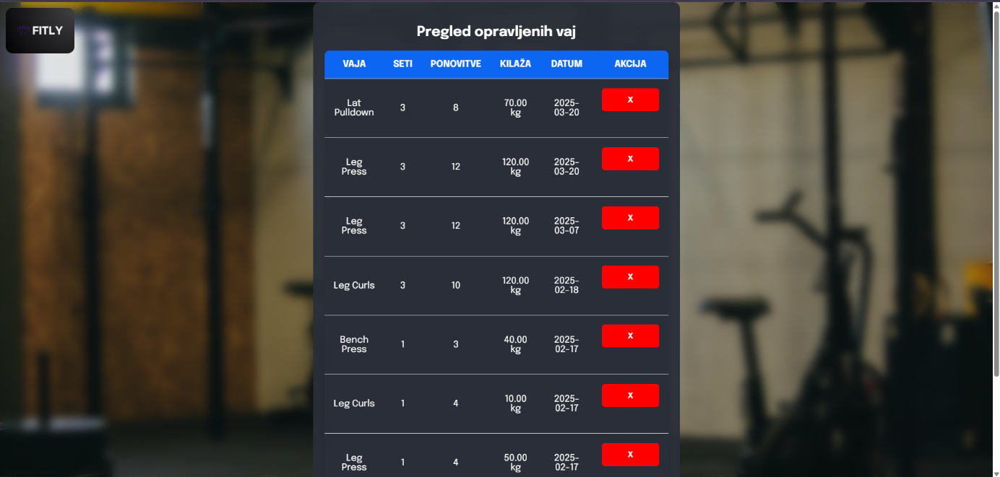 FITLY
Pregled opravljenih vaj
VAJA SETI PONOVITVE KILAŽA DATUM AKCIJA
Lat
Pulldown 3 8 70.00
kg 2025-
03-20 X
Leg
Press 3 12 120.00
kg 2025-
03-20 X
Leg
Press 3 12 120.00
kg 2025-
03-07 X
Leg Curls 3 10 120.00
kg 2025-
02-18 X
Bench
Press 1 3 40.00
kg 2025-
02-17 X
Leg Curls 1 4 10.00
kg 2025-
02-17 X
Leg
Press 1 4 50.00
kg 2025-
02-17 X